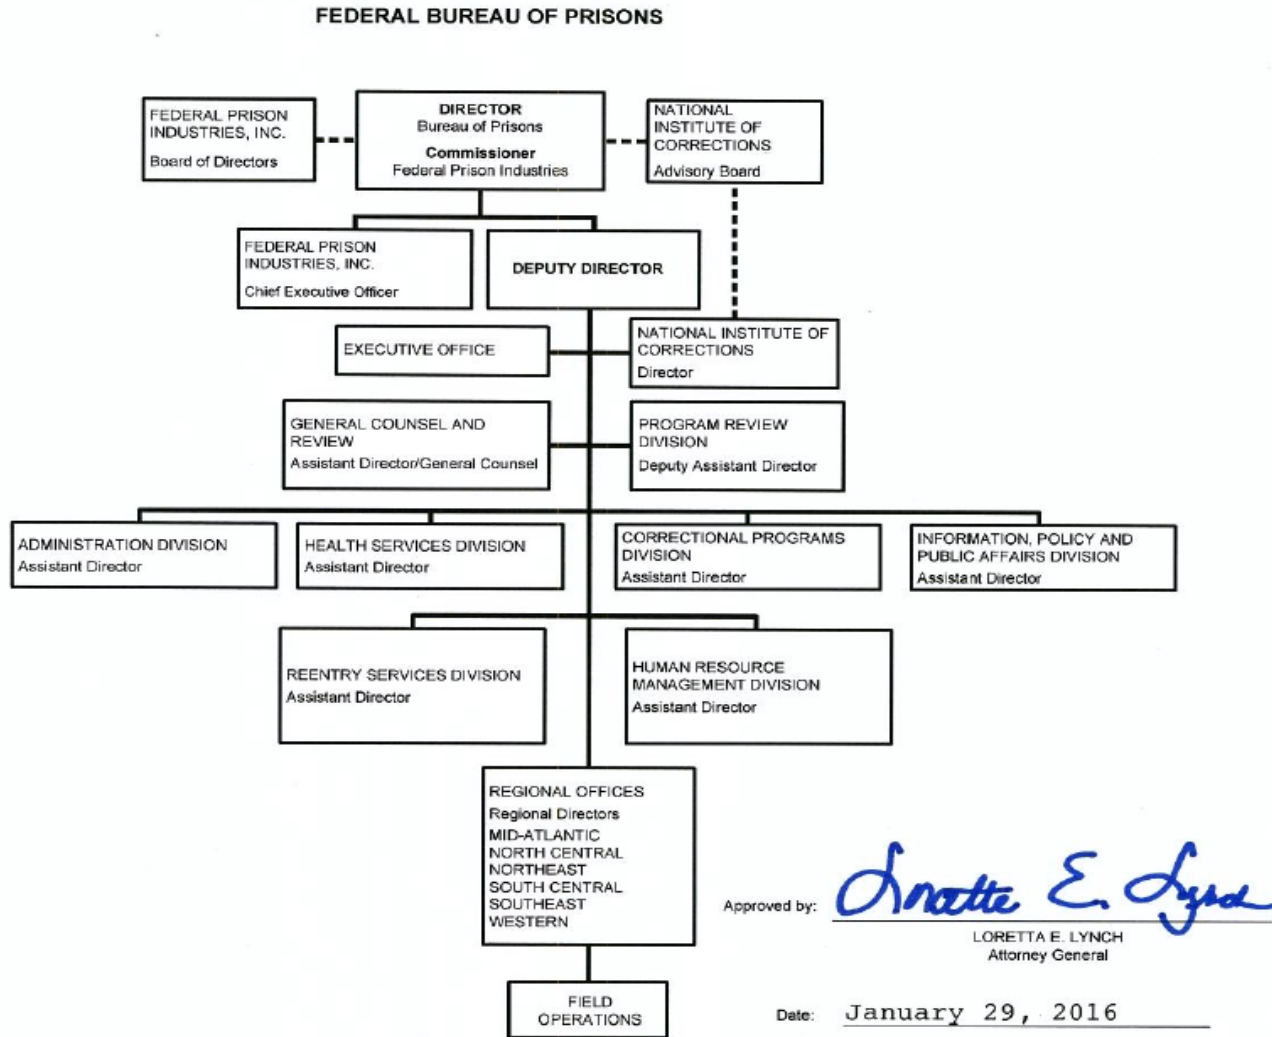 FEDERAL BUREAU OF PRISONS
FEDERAL PRISON
INDUSTRIES, INC.
Board of Directors
DIRECTOR
Bureau of Prisons
Commissioner
Federal Prison Industries
NATIONAL
INSTITUTE OF
CORRECTIONS
Advisory Board
FEDERAL PRISON
INDUSTRIES, INC.
Chief Executive Officer
DEPUTY DIRECTOR
EXECUTIVE OFFICE
NATIONAL INSTITUTE OF
CORRECTIONS
Director
GENERAL COUNSEL AND
REVIEW
Assistant Director/General Counsel
PROGRAM REVIEW
DIVISION
Deputy Assistant Director
ADMINISTRATION DIVISION
Assistant Director
HEALTH SERVICES DIVISION
Assistant Director
CORRECTIONAL PROGRAMS
DIVISION
Assistant Director
INFORMATION, POLICY AND
PUBLIC AFFAIRS DIVISION
Assistant Director
REENTRY SERVICES DIVISION
Assistant Director
HUMAN RESOURCE
MANAGEMENT DIVISION
Assistant Director
REGIONAL OFFICES
Regional Directors
MID-ATLANTIC
NORTH CENTRAL
NORTHEAST
SOUTH CENTRAL
SOUTHEAST
WESTERN
FIELD
OPERATIONS
Approved by: Loretta E. Lynch
LORETTA E. LYNCH
Attorney General
Date: January 29, 2016